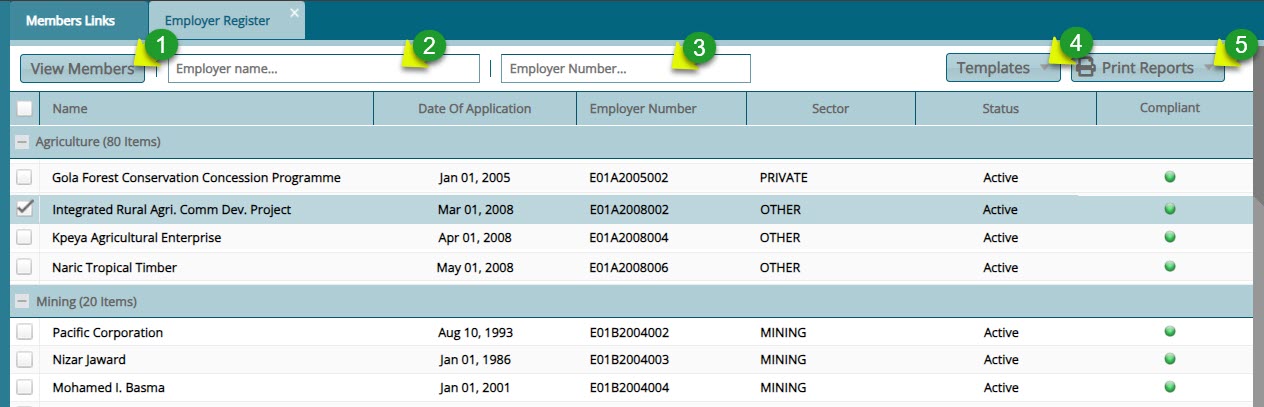 Members Links Employer Register ×
1 2 3 4 5
View Members Employer name... Employer Number... Templates Print Reports
Name Date Of Application Employer Number Sector Status Compliant
Agriculture (80 Items)
Gola Forest Conservation Concession Programme Jan 01, 2005 E01A2005002 PRIVATE Active
Integrated Rural Agri. Comm Dev. Project Mar 01, 2008 E01A2008002 OTHER Active
Kpeya Agricultural Enterprise Apr 01, 2008 E01A2008004 OTHER Active
Naric Tropical Timber May 01, 2008 E01A2008006 OTHER Active
Mining (20 Items)
Pacific Corporation Aug 10, 1993 E01B2004002 MINING Active
Nizar Jaward Jan 01, 1986 E01B2004003 MINING Active
Mohamed I. Basma Jan 01, 2001 E01B2004004 MINING Active